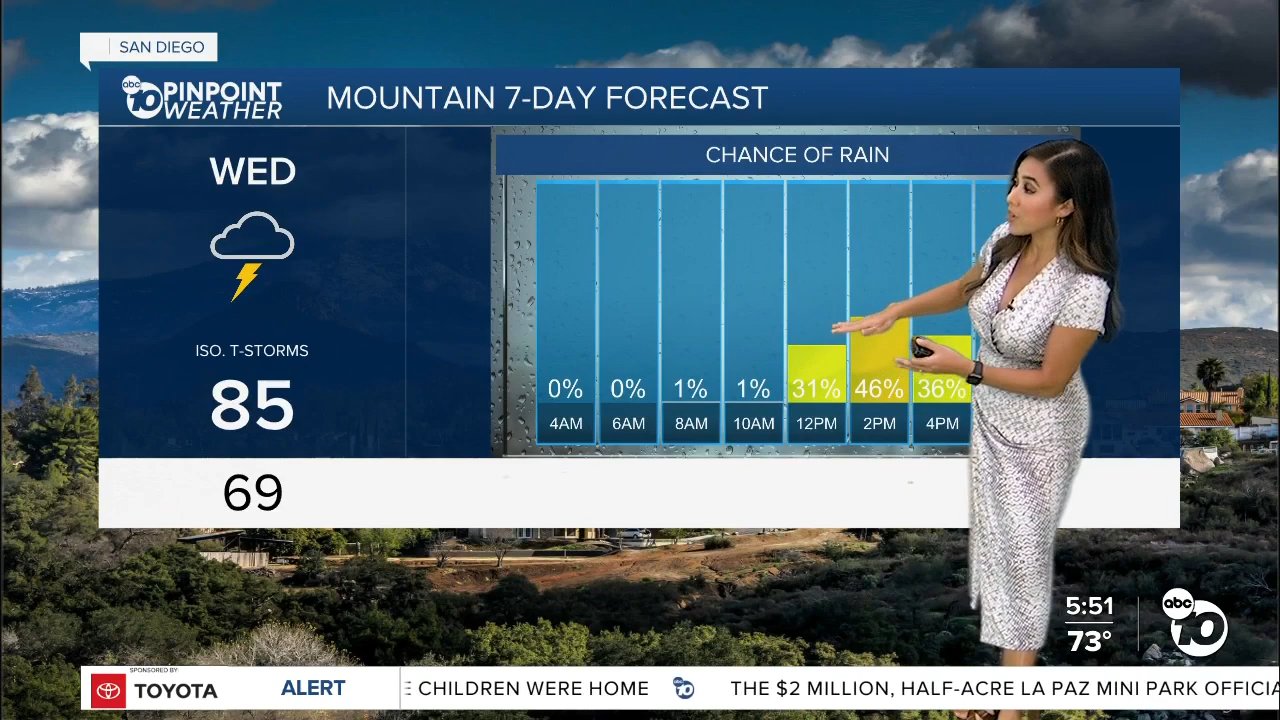 SAN DIEGO
abc 10 PINPOINT WEATHER
MOUNTAIN 7-DAY FORECAST
WED
ISO. T-STORMS
85
69
CHANCE OF RAIN
0% 0% 1% 1% 31% 46% 36%
4AM 6AM 8AM 10AM 12PM 2PM 4PM
5:51
73°
abc 10
SPONSORED BY:
TOYOTA
ALERT
CHILDREN WERE HOME abc 10 THE $2 MILLION, HALF-ACRE LA PAZ MINI PARK OFFICIA